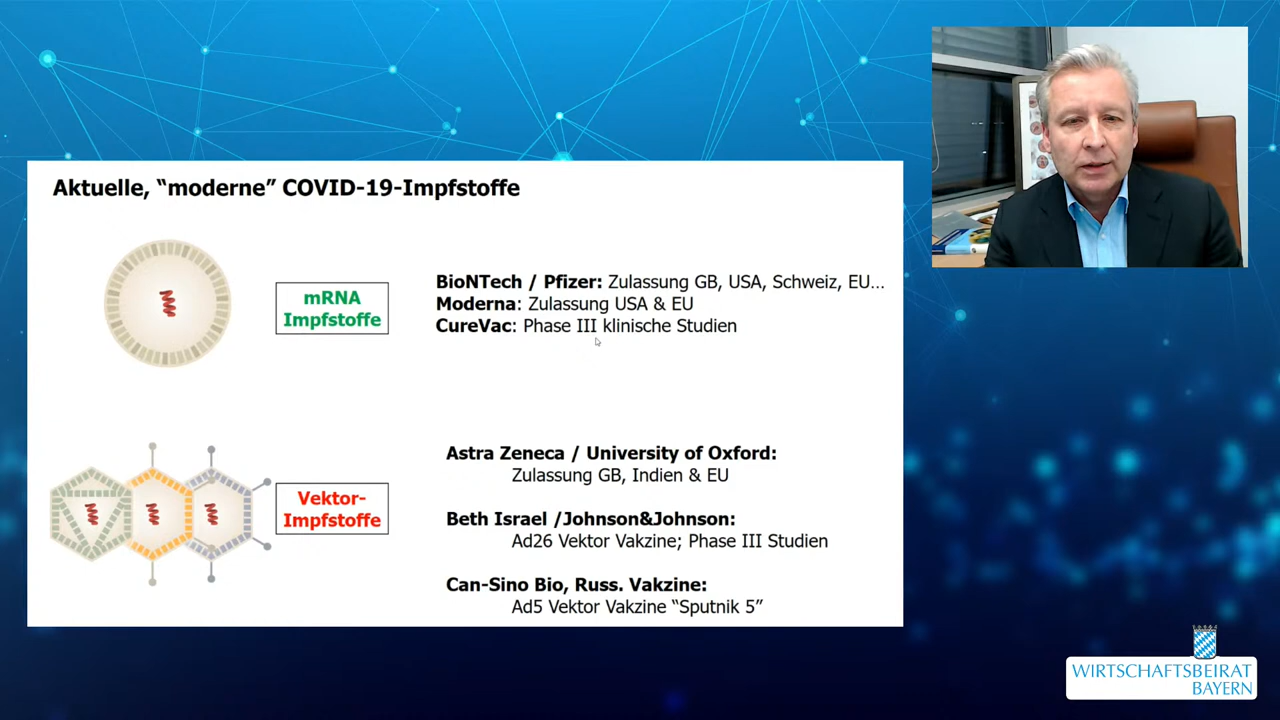 Aktuelle, “moderne” COVID-19-Impfstoffe
mRNA
Impfstoffe
BioNTech / Pfizer: Zulassung GB, USA, Schweiz, EU…
Moderna: Zulassung USA & EU
CureVac: Phase III klinische Studien
Vektor-
Impfstoffe
Astra Zeneca / University of Oxford:
Zulassung GB, Indien & EU
Beth Israel /Johnson&Johnson:
Ad26 Vektor Vakzine; Phase III Studien
Can-Sino Bio, Russ. Vakzine:
Ad5 Vektor Vakzine “Sputnik 5”
WIRTSCHAFTSBEIRAT
BAYERN